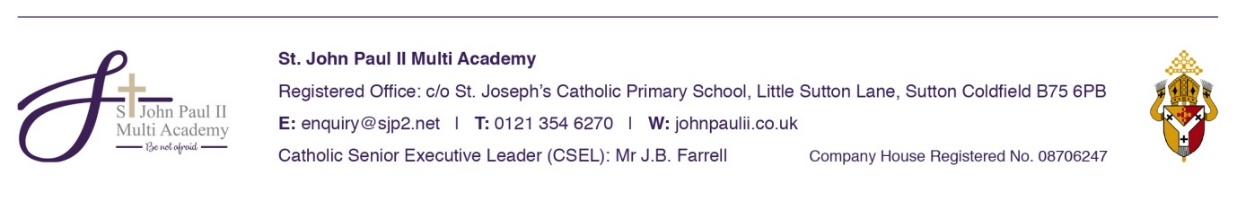 St John Paul II
Multi Academy
Be not afraid
St. John Paul II Multi Academy
Registered Office: c/o St. Joseph’s Catholic Primary School, Little Sutton Lane, Sutton Coldfield B75 6PB
E: enquiry@sjp2.net | T: 0121 354 6270 | W: johnpaulii.co.uk
Catholic Senior Executive Leader (CSEL): Mr J.B. Farrell Company House Registered No. 08706247